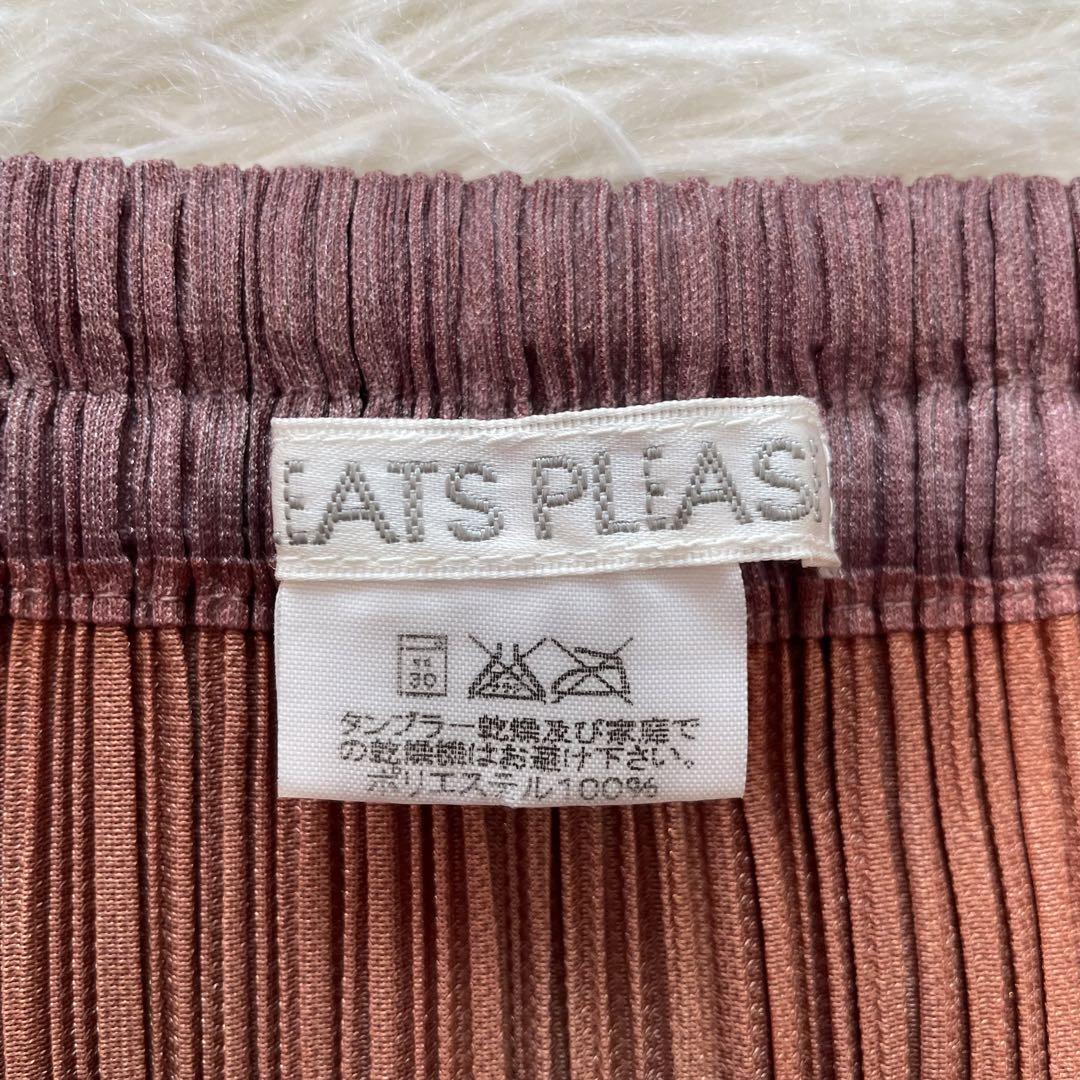 EATS PLEAS
弱
30
タンブラー乾燥及び家庭で
の乾燥機はお避け下さい。
ポリエステル100%